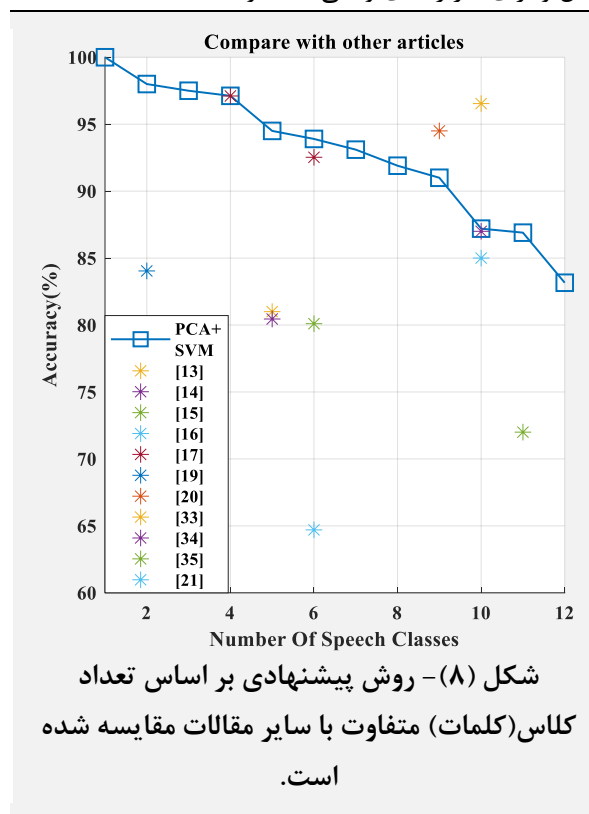 Compare with other articles
100
95
90
85
80
75
70
65
60
Accuracy(%)
PCA+
SVM
[13]
[14]
[15]
[16]
[17]
[19]
[20]
[33]
[34]
[35]
[21]
2 4 6 8 10 12
Number Of Speech Classes
شکل (۸)- روش پیشنهادی بر اساس تعداد
کلاس(کلمات) متفاوت با سایر مقالات مقایسه شده
است.